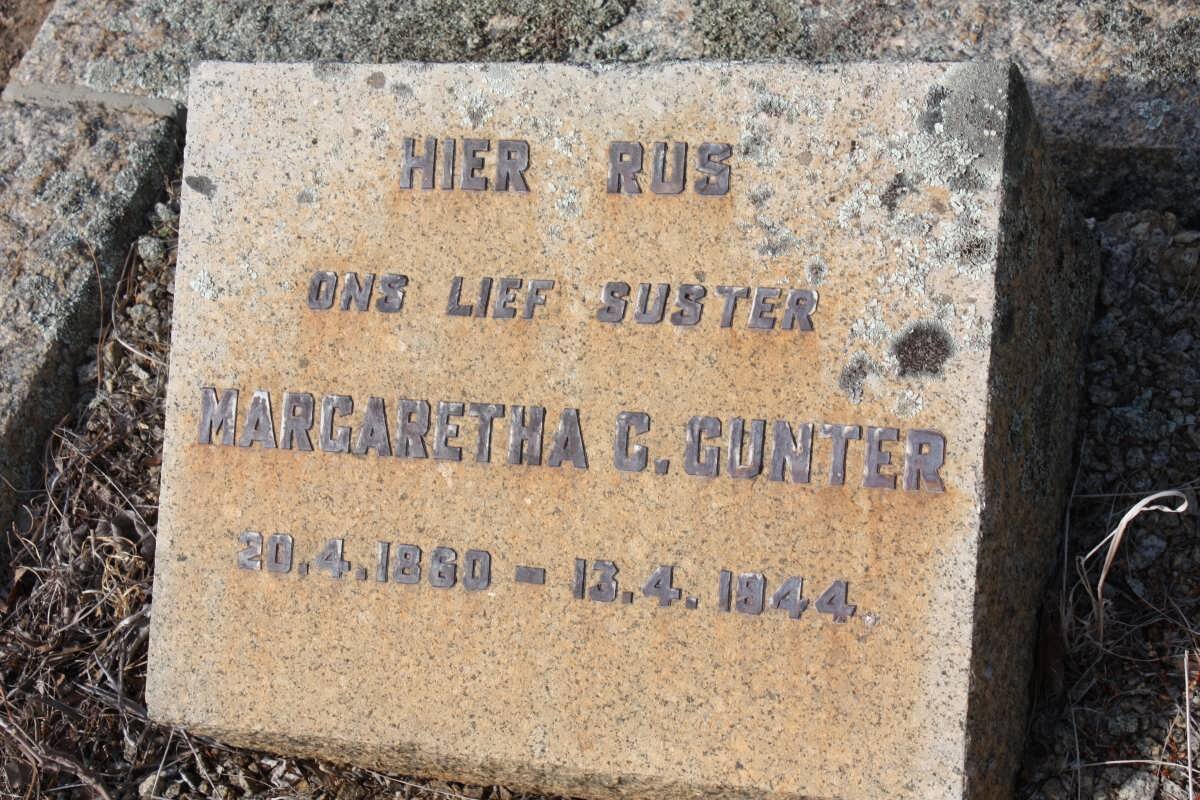 HIER RUS
ONS LIEF SUSTER
MARGARETHA C. GUNTER
20.4.1860 - 13.4.1944.